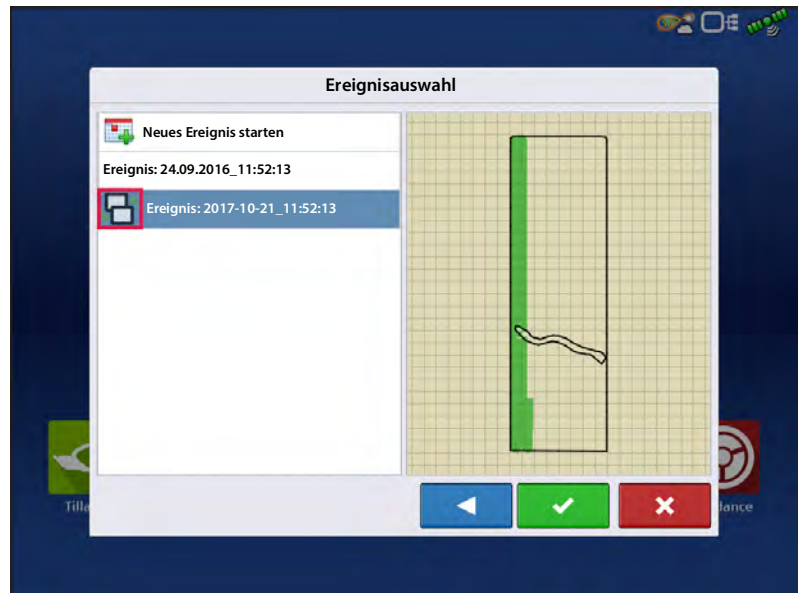 Ereignisauswahl
Neues Ereignis starten
Ereignis: 24.09.2016_11:52:13
Ereignis: 2017-10-21_11:52:13
Tilla
dance